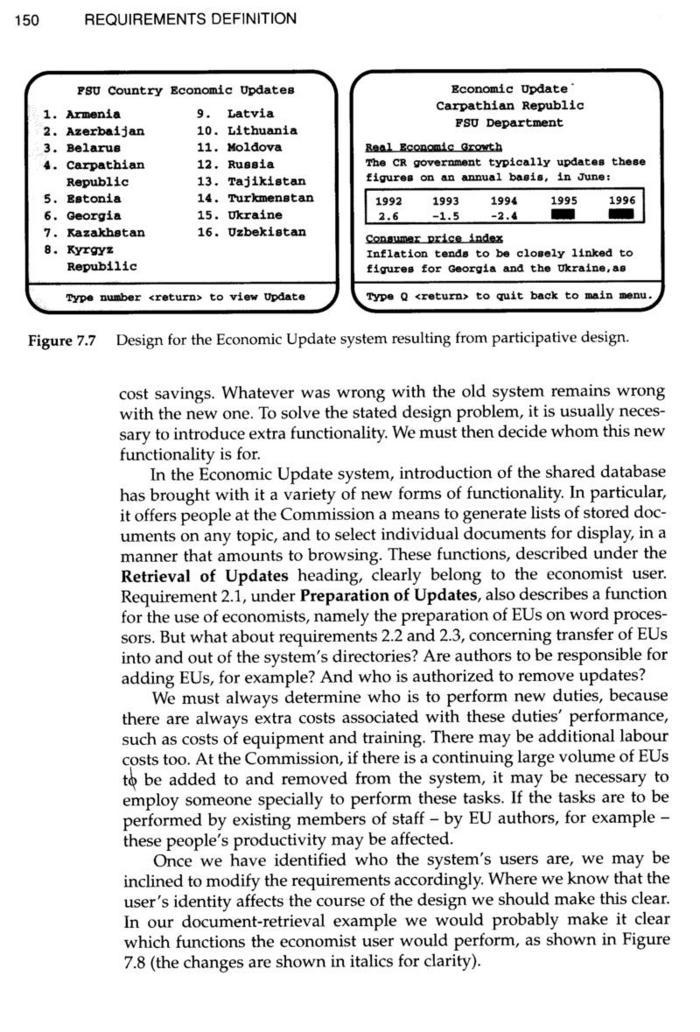 150 REQUIREMENTS DEFINITION
FSU Country Economic Updates
1. Armenia
2. Azerbaijan
3. Belarus
4. Carpathian
Republic
5. Estonia
6. Georgia
7. Kazakhstan
8. Kyrgyz
Repubilic
9. Latvia
10. Lithuania
11. Moldova
12. Russia
13. Tajikistan
14. Turkmenstan
15. Ukraine
16. Uzbekistan
Type number <return> to view Update
Economic Update
Carpathian Republic
FSU Department
Real Economic Growth
The CR government typically updates these
figures on an annual basis, in June:
1992 1993 1994 1995 1996
2.6 -1.5 -2.4
Consumer price index
Inflation tends to be closely linked to
figures for Georgia and the Ukraine,as
Type Q <return> to quit back to main menu.
Figure 7.7 Design for the Economic Update system resulting from participative design.
cost savings. Whatever was wrong with the old system remains wrong
with the new one. To solve the stated design problem, it is usually neces-
sary to introduce extra functionality. We must then decide whom this new
functionality is for.
In the Economic Update system, introduction of the shared database
has brought with it a variety of new forms of functionality. In particular,
it offers people at the Commission a means to generate lists of stored doc-
uments on any topic, and to select individual documents for display, in a
manner that amounts to browsing. These functions, described under the
Retrieval of Updates heading, clearly belong to the economist user.
Requirement 2.1, under Preparation of Updates, also describes a function
for the use of economists, namely the preparation of EUs on word proces-
sors. But what about requirements 2.2 and 2.3, concerning transfer of EUs
into and out of the system's directories? Are authors to be responsible for
adding EUs, for example? And who is authorized to remove updates?
We must always determine who is to perform new duties, because
there are always extra costs associated with these duties' performance,
such as costs of equipment and training. There may be additional labour
costs too. At the Commission, if there is a continuing large volume of EUs
to be added to and removed from the system, it may be necessary to
employ someone specially to perform these tasks. If the tasks are to be
performed by existing members of staff – by EU authors, for example –
these people's productivity may be affected.
Once we have identified who the system's users are, we may be
inclined to modify the requirements accordingly. Where we know that the
user's identity affects the course of the design we should make this clear.
In our document-retrieval example we would probably make it clear
which functions the economist user would perform, as shown in Figure
7.8 (the changes are shown in italics for clarity).